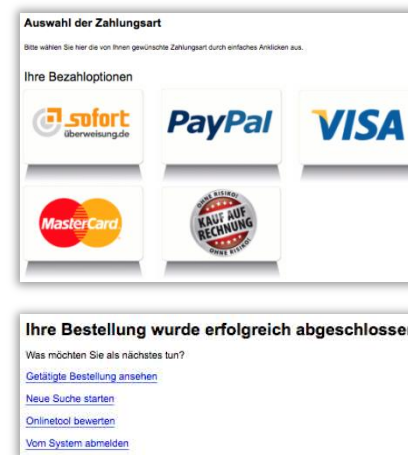 Auswahl der Zahlungsart
Bitte wählen Sie hier die von Ihnen gewünschte Zahlungsart durch einfaches Anklicken aus.
Ihre Bezahloptionen
sofort
überweisung.de
PayPal
VISA
MasterCard
OHNE RISIKO!
KAUF AUF
RECHNUNG
OHNE RISIKO!
Ihre Bestellung wurde erfolgreich abgeschlossen
Was möchten Sie als nächstes tun?
Getätigte Bestellung ansehen
Neue Suche starten
Onlinetool bewerten
Vom System abmelden